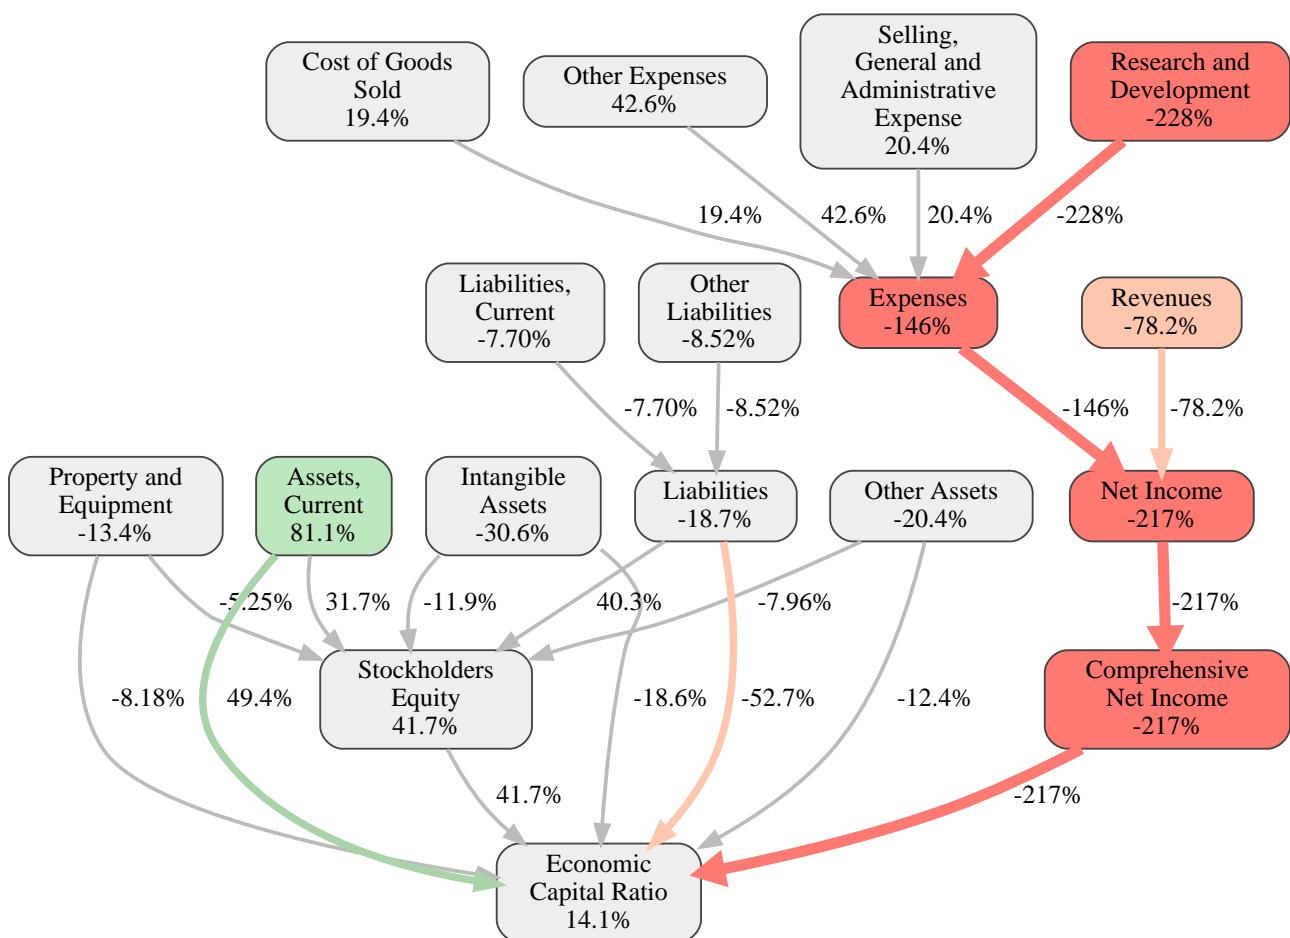 Cost of Goods
Sold
19.4%
Other Expenses
42.6%
Selling,
General and
Administrative
Expense
20.4%
Research and
Development
-228%
19.4%
42.6%
20.4%
-228%
Liabilities,
Current
-7.70%
Other
Liabilities
-8.52%
Expenses
-146%
Revenues
-78.2%
-7.70%
-8.52%
-146%
-78.2%
Property and
Equipment
-13.4%
Assets,
Current
81.1%
Intangible
Assets
-30.6%
Liabilities
-18.7%
Other Assets
-20.4%
Net Income
-217%
-5.25%
31.7%
-11.9%
40.3%
-7.96%
-217%
Stockholders
Equity
41.7%
Comprehensive
Net Income
-217%
-8.18%
49.4%
-18.6%
-52.7%
-12.4%
41.7%
-217%
Economic
Capital Ratio
14.1%